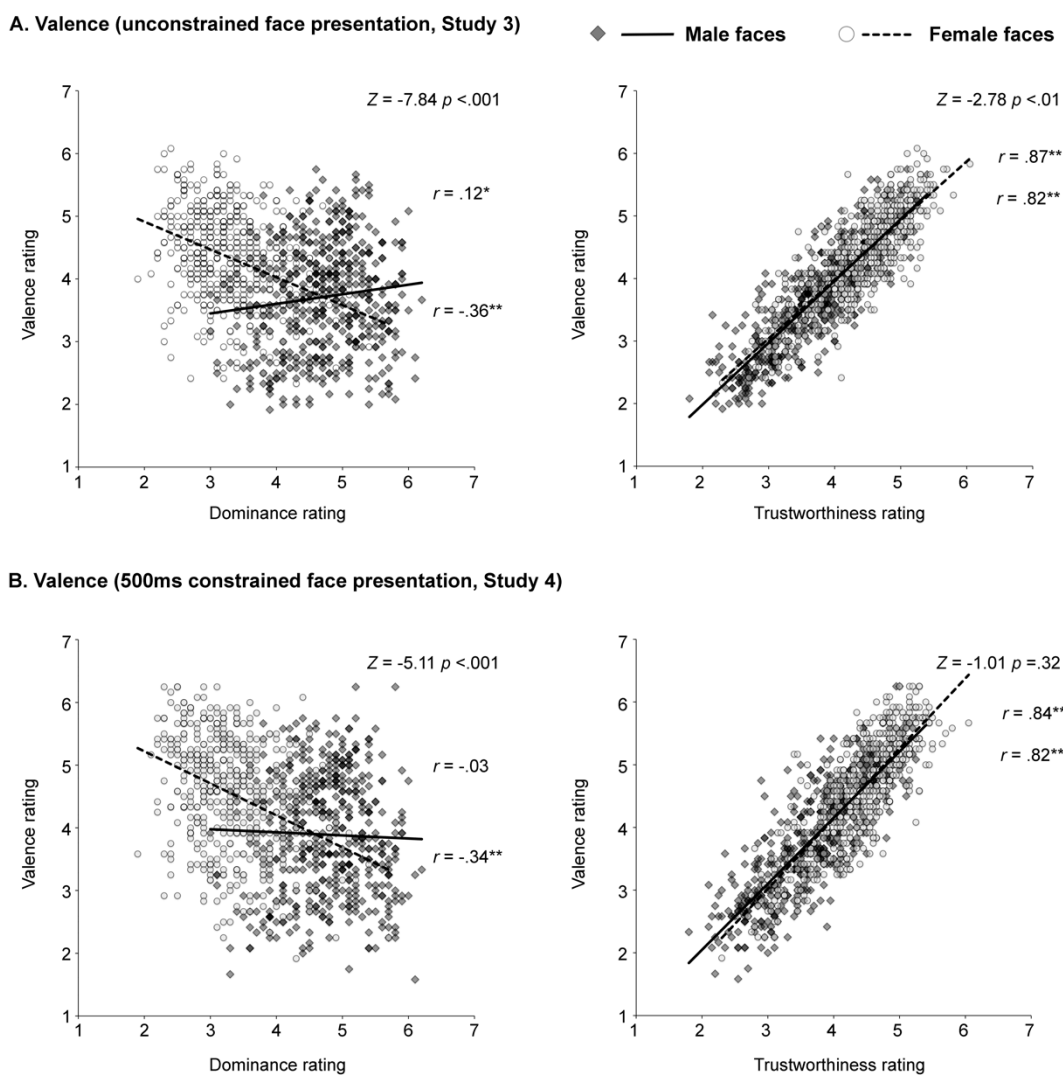 A. Valence (unconstrained face presentation, Study 3)
Male faces
Female faces
Z = -7.84 p <.001
r = .12*
r = -.36**
Valence rating
7
6
5
4
3
2
1
1 2 3 4 5 6 7
Dominance rating
Z = -2.78 p <.01
r = .87**
r = .82**
Valence rating
7
6
5
4
3
2
1
1 2 3 4 5 6 7
Trustworthiness rating
B. Valence (500ms constrained face presentation, Study 4)
Z = -5.11 p <.001
r = -.03
r = -.34**
Valence rating
7
6
5
4
3
2
1
1 2 3 4 5 6 7
Dominance rating
Z = -1.01 p =.32
r = .84**
r = .82**
Valence rating
7
6
5
4
3
2
1
1 2 3 4 5 6 7
Trustworthiness rating